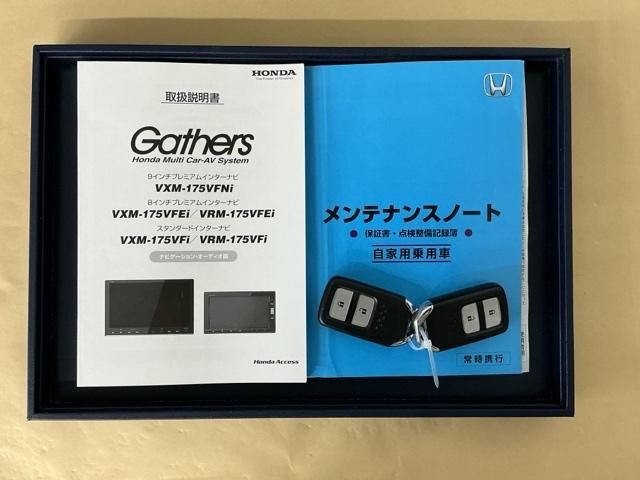 HONDA
The Power of Dreams
取扱説明書
Gathers
Honda Multi Car-AV System
9インチプレミアムインターナビ
VXM-175VFNi
8インチプレミアムインターナビ
VXM-175VFEi/VRM-175VFEi
スタンダードインターナビ
VXM-175VFi/VRM-175VFi
ナビゲーション・オーディオ編
Honda Access
HONDA
メンテナンスノート
● 保証書・点検整備記録簿 ●
自家用乗用車
常時携行